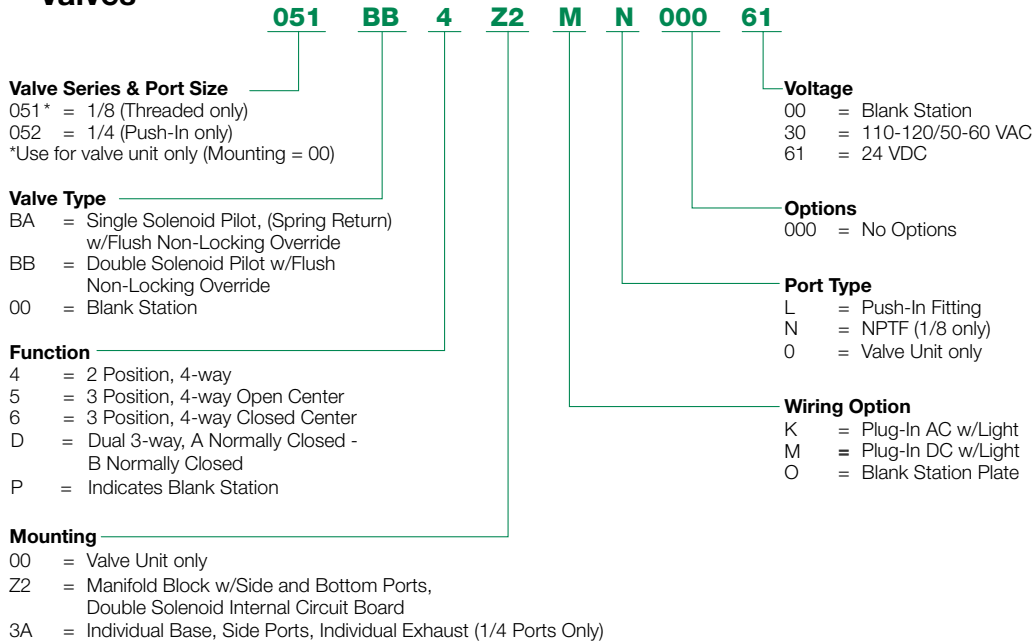 Valves
051 BB 4 Z2 M N 000 61
Valve Series & Port Size
051* = 1/8 (Threaded only)
052 = 1/4 (Push-In only)
*Use for valve unit only (Mounting = 00)
Valve Type
BA = Single Solenoid Pilot, (Spring Return)
w/Flush Non-Locking Override
BB = Double Solenoid Pilot w/Flush
Non-Locking Override
00 = Blank Station
Function
4 = 2 Position, 4-way
5 = 3 Position, 4-way Open Center
6 = 3 Position, 4-way Closed Center
D = Dual 3-way, A Normally Closed -
B Normally Closed
P = Indicates Blank Station
Mounting
00 = Valve Unit only
Z2 = Manifold Block w/Side and Bottom Ports,
Double Solenoid Internal Circuit Board
3A = Individual Base, Side Ports, Individual Exhaust (1/4 Ports Only)
Voltage
00 = Blank Station
30 = 110-120/50-60 VAC
61 = 24 VDC
Options
000 = No Options
Port Type
L = Push-In Fitting
N = NPTF (1/8 only)
0 = Valve Unit only
Wiring Option
K = Plug-In AC w/Light
M = Plug-In DC w/Light
O = Blank Station Plate